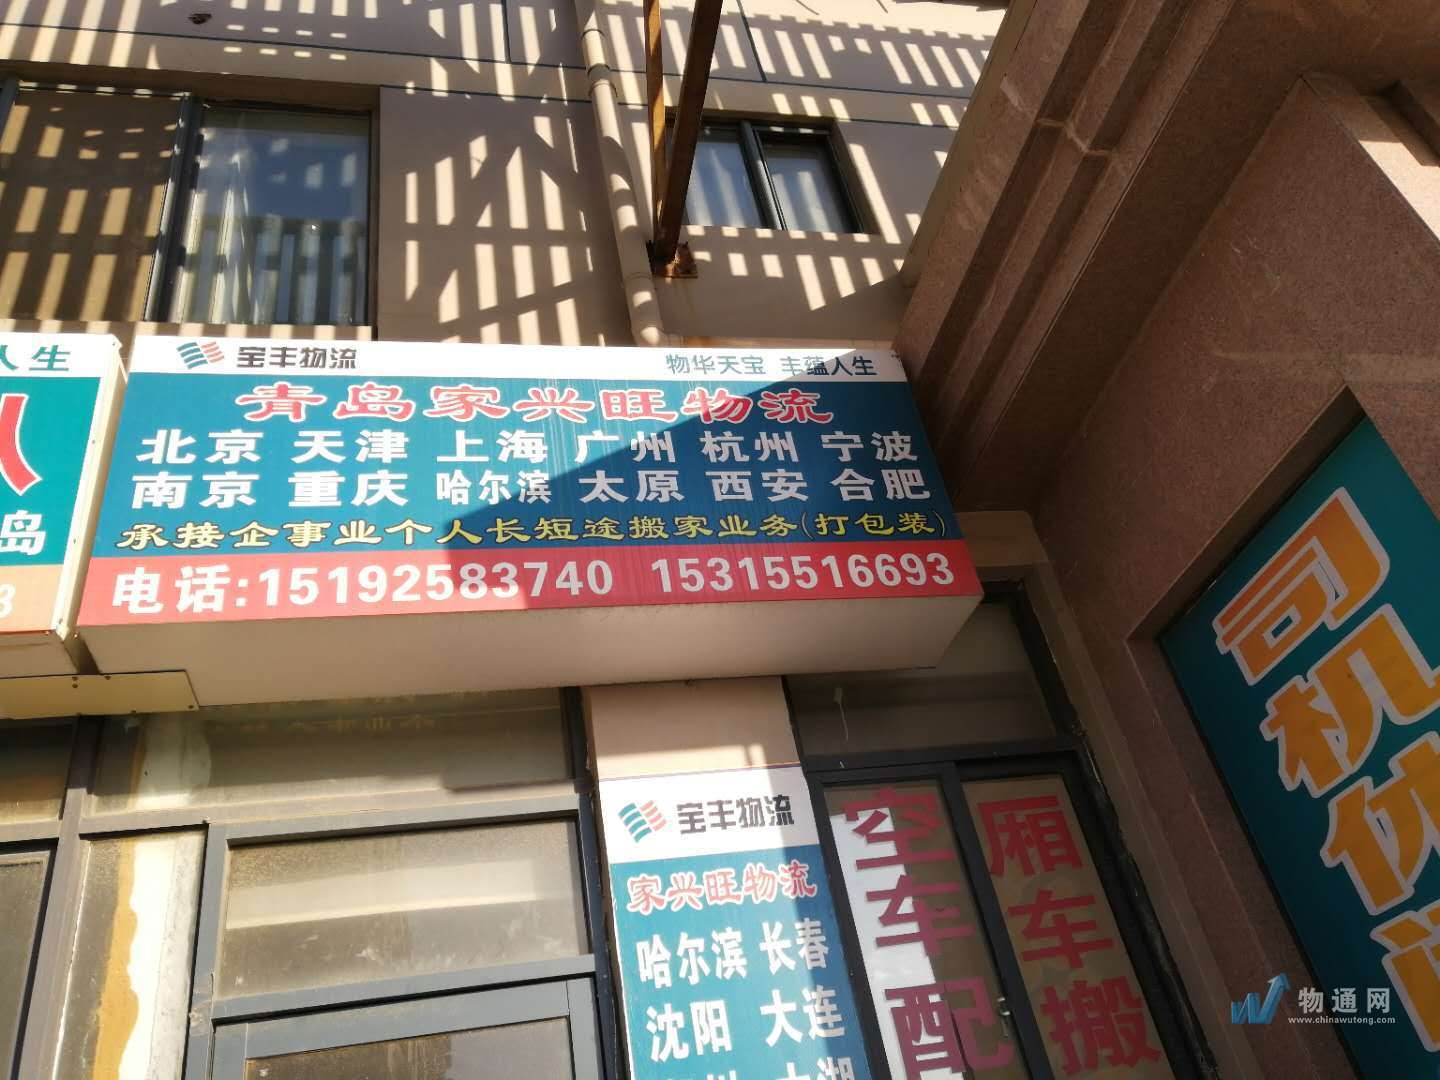 宝丰物流
物华天宝 丰蕴人生
青岛家兴旺物流
北京 天津 上海 广州 杭州 宁波
南京 重庆 哈尔滨 太原 西安 合肥
承接企事业个人长短途搬家业务(打包装)
电话:15192583740 15315516693
人生
岛
3
宝丰物流
家兴旺物流
哈尔滨 长春
沈阳 大连
空车配
厢车搬
司机优
物通网
www.chinawutong.com